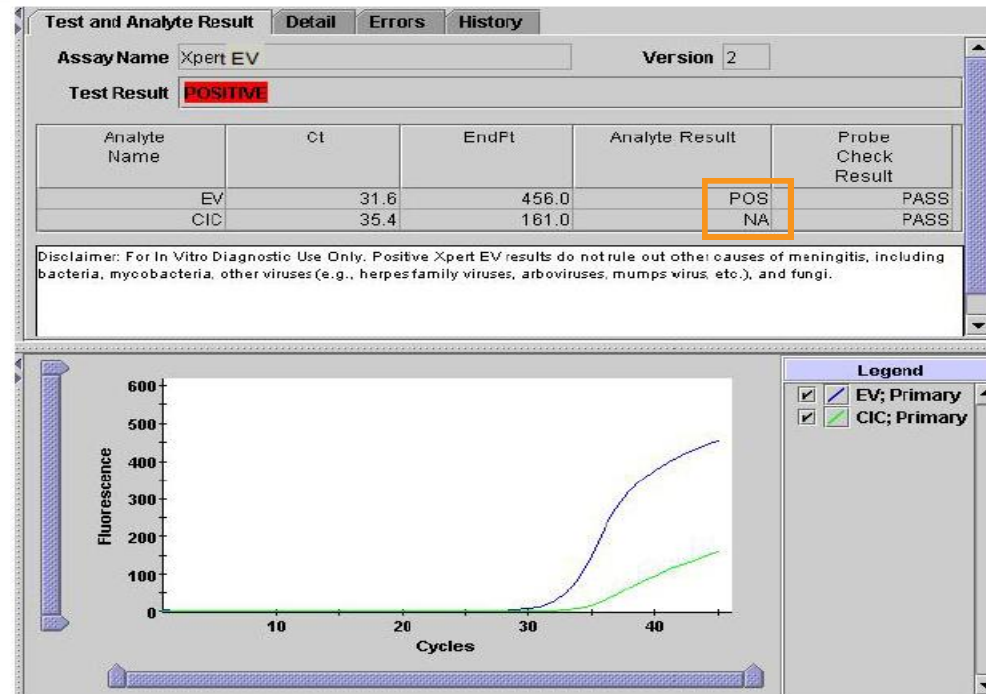 Test and Analyte Result Detail Errors History
Assay Name Xpert EV Version 2
Test Result POSITIVE
Analyte Name Ct EndPt Analyte Result Probe Check Result
EV 31.6 456.0 POS PASS
CIC 35.4 161.0 NA PASS
Disclaimer: For In Vitro Diagnostic Use Only. Positive Xpert EV results do not rule out other causes of meningitis, including
bacteria, mycobacteria, other viruses (e.g., herpes family viruses, arboviruses, mumps virus, etc.), and fungi.
Legend
EV; Primary
CIC; Primary
Fluorescence
600
500
400
300
200
100
0
10 20 30 40
Cycles